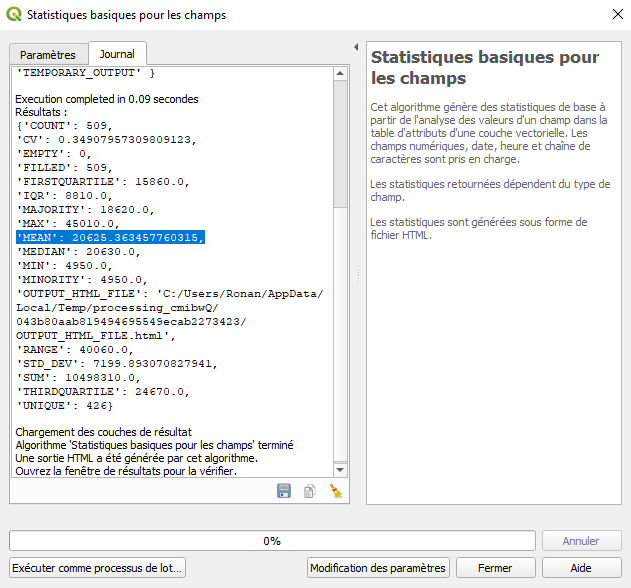 Statistiques basiques pour les champs
Paramètres
Journal
'TEMPORARY_OUTPUT' }
Execution completed in 0.09 secondes
Résultats :
{'COUNT': 509,
'CV': 0.34907957309809123,
'EMPTY': 0,
'FILLED': 509,
'FIRSTQUARTILE': 15860.0,
'IQR': 8810.0,
'MAJORITY': 18620.0,
'MAX': 45010.0,
'MEAN': 20625.363457760315,
'MEDIAN': 20630.0,
'MIN': 4950.0,
'MINORITY': 4950.0,
'OUTPUT_HTML_FILE': 'C:/Users/Ronan/AppData/
Local/Temp/processing_cmibwQ/
043b80aab819494695549ecab2273423/
OUTPUT_HTML_FILE.html',
'RANGE': 40060.0,
'STD_DEV': 7199.893070827941,
'SUM': 10498310.0,
'THIRDQUARTILE': 24670.0,
'UNIQUE': 426}
Chargement des couches de résultat
Algorithme 'Statistiques basiques pour les champs' terminé
Une sortie HTML a été générée par cet algorithme.
Ouvrez la fenêtre de résultats pour la vérifier.
Statistiques basiques pour
les champs
Cet algorithme génère des statistiques de base à
partir de l'analyse des valeurs d'un champ dans la
table d'attributs d'une couche vectorielle. Les
champs numériques, date, heure et chaîne de
caractères sont pris en charge.
Les statistiques retournées dépendent du type de
champ.
Les statistiques sont générées sous forme de
fichier HTML.
0%
Annuler
Exécuter comme processus de lot...
Modification des paramètres
Fermer
Aide